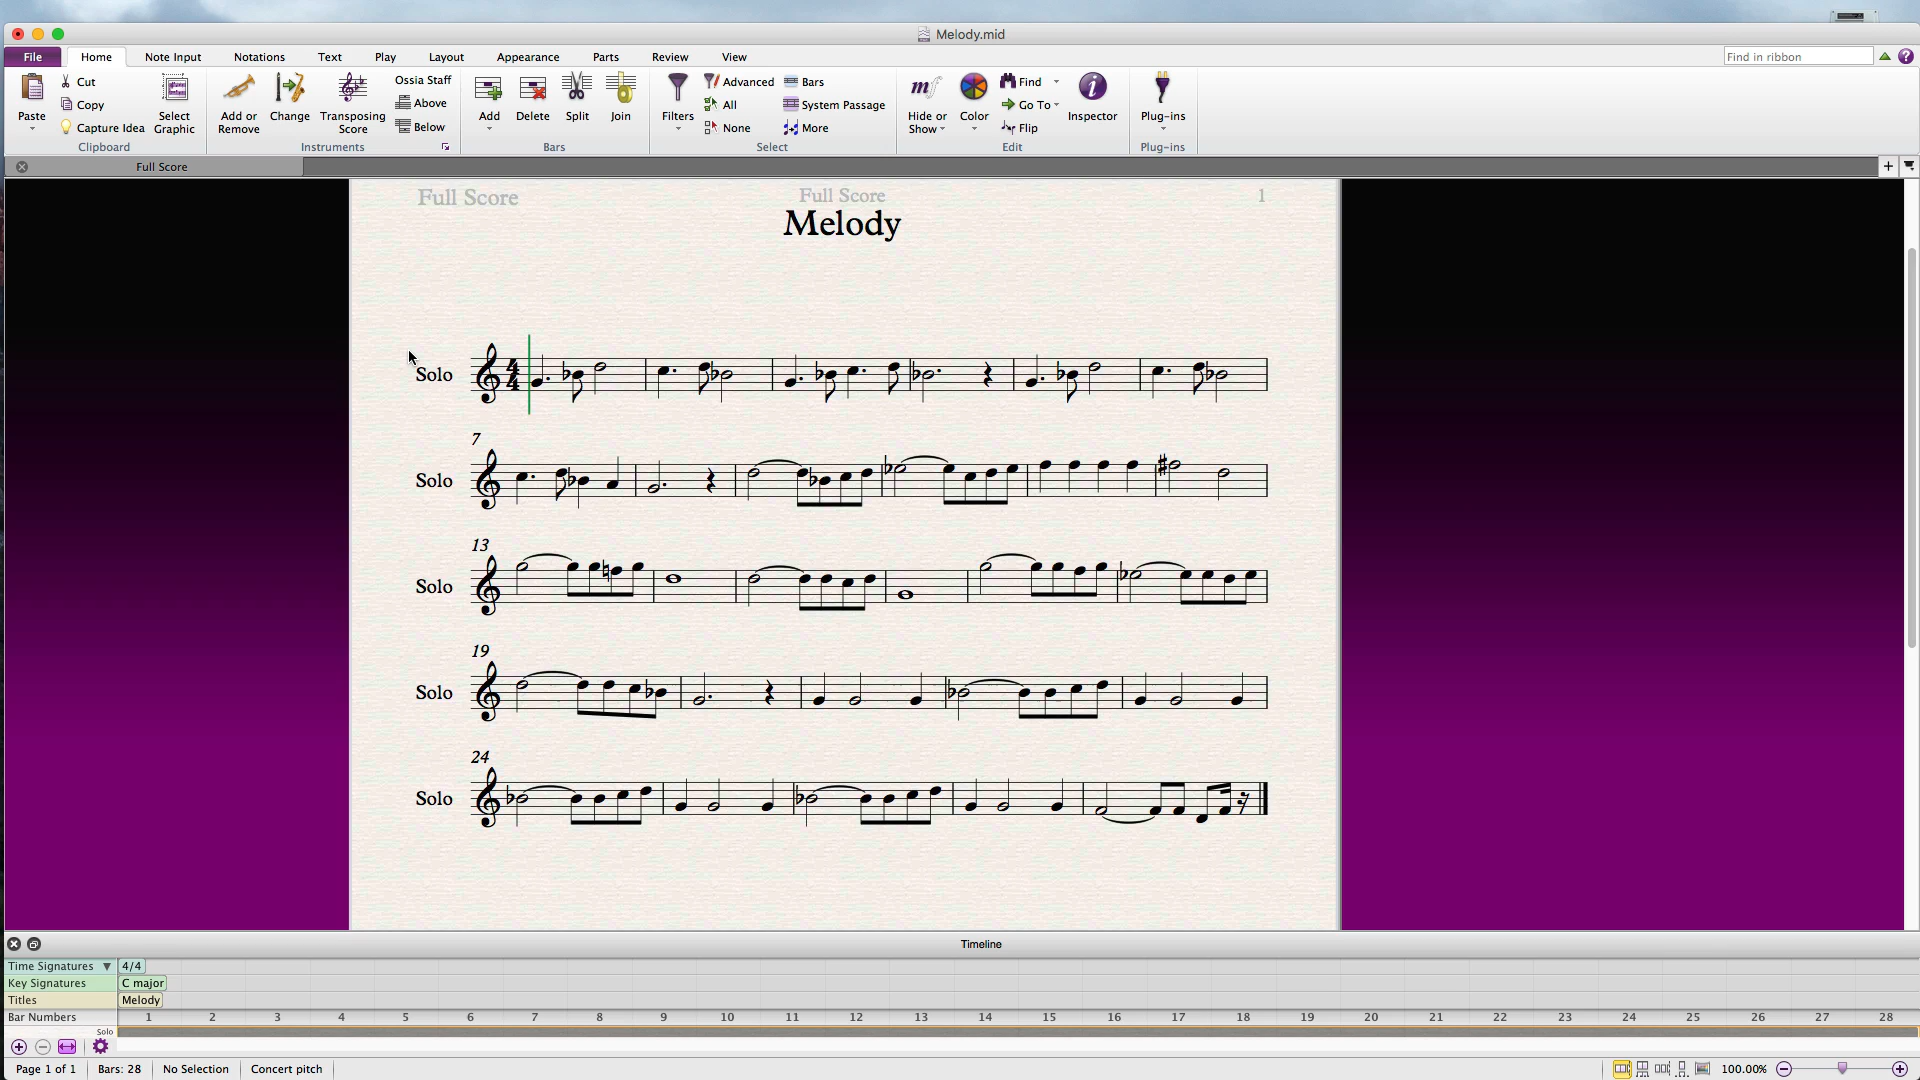 Melody.mid
File Home Note Input Notations Text Play Layout Appearance Parts Review View Find in ribbon
Paste Cut Copy Capture Idea Select Graphic Clipboard
Add or Remove Change Transposing Score Ossia Staff Above Below Instruments
Add Delete Split Join Bars
Filters Advanced All None Bars System Passage More Select
Hide or Show Color Find Go To Flip Inspector Edit
Plug-ins Plug-ins
Full Score
Full Score Full Score 1
Melody
Solo
7
Solo
13
Solo
19
Solo
24
Solo
Timeline
Time Signatures 4/4
Key Signatures C major
Titles Melody
Bar Numbers 1 2 3 4 5 6 7 8 9 10 11 12 13 14 15 16 17 18 19 20 21 22 23 24 25 26 27 28
Solo
Page 1 of 1 Bars: 28 No Selection Concert pitch 100.00%